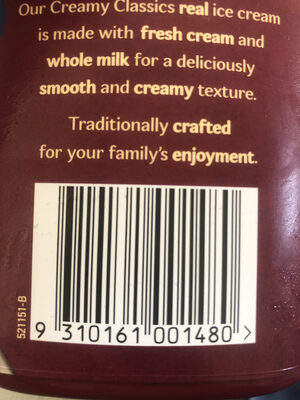 Our Creamy Classics real ice cream
is made with fresh cream and
whole milk for a deliciously
smooth and creamy texture.
Traditionally crafted
for your family's enjoyment.
521151-B
9 310161 001480 >